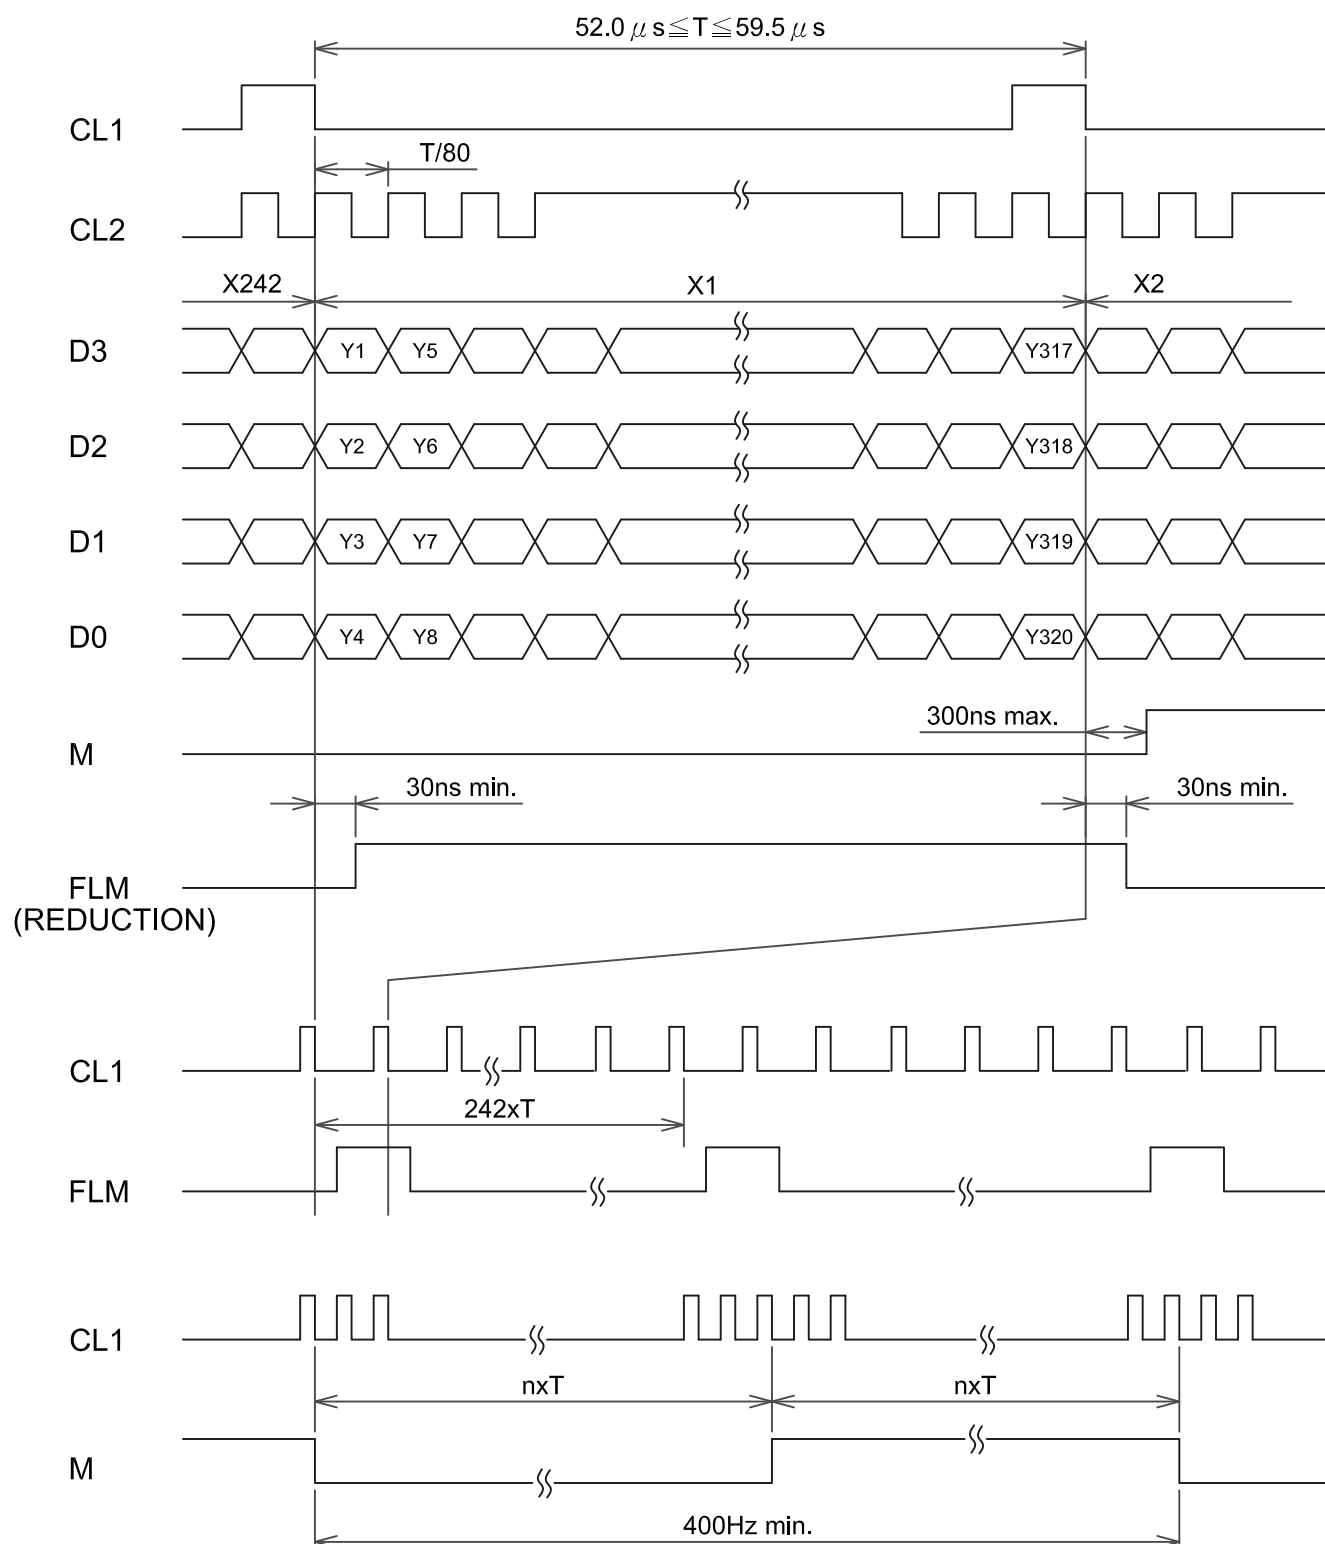 52.0 μs≦T≦59.5 μs
CL1
T/80
CL2
X242 X1 X2
D3 Y1 Y5 Y317
D2 Y2 Y6 Y318
D1 Y3 Y7 Y319
D0 Y4 Y8 Y320
300ns max.
M
30ns min. 30ns min.
FLM
(REDUCTION)
CL1
242xT
FLM
CL1
nxT nxT
M
400Hz min.